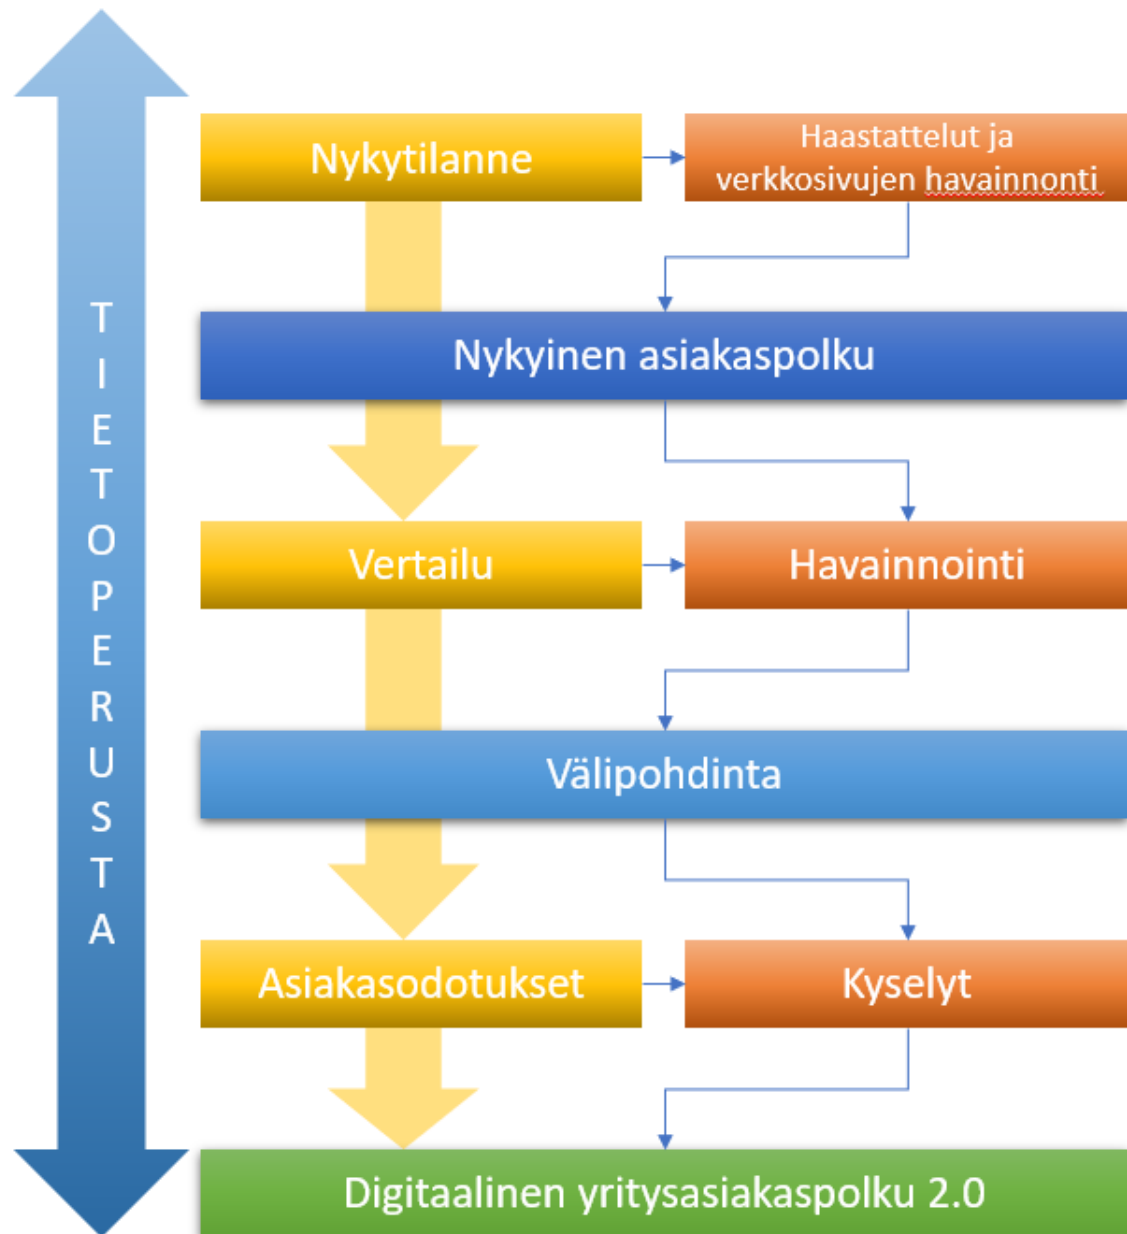 TIETOPERUSTA
Nykytilanne
Haastattelut ja
verkkosivujen havainnonti
Nykyinen asiakaspolku
Vertailu
Havainnointi
Välipohdinta
Asiakasodotukset
Kyselyt
Digitaalinen yritysasiakaspolku 2.0